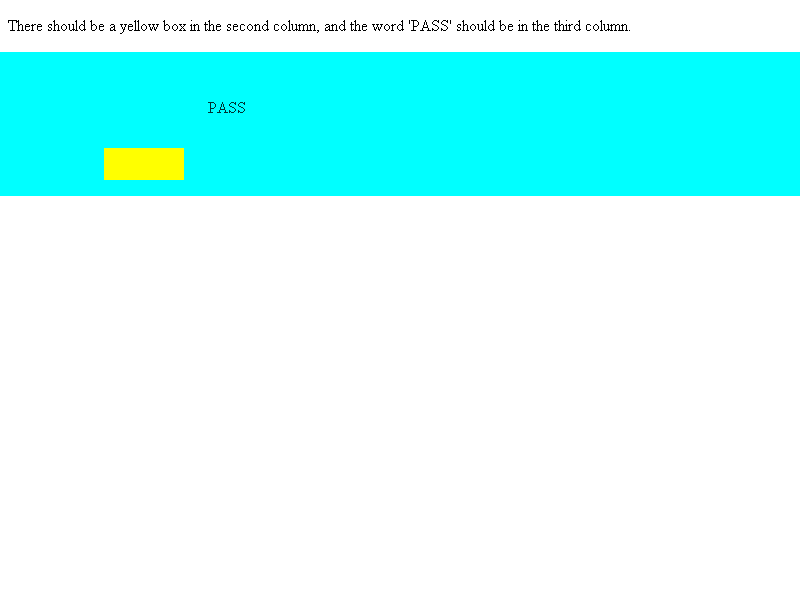 There should be a yellow box in the second column, and the word 'PASS' should be in the third column.
PASS